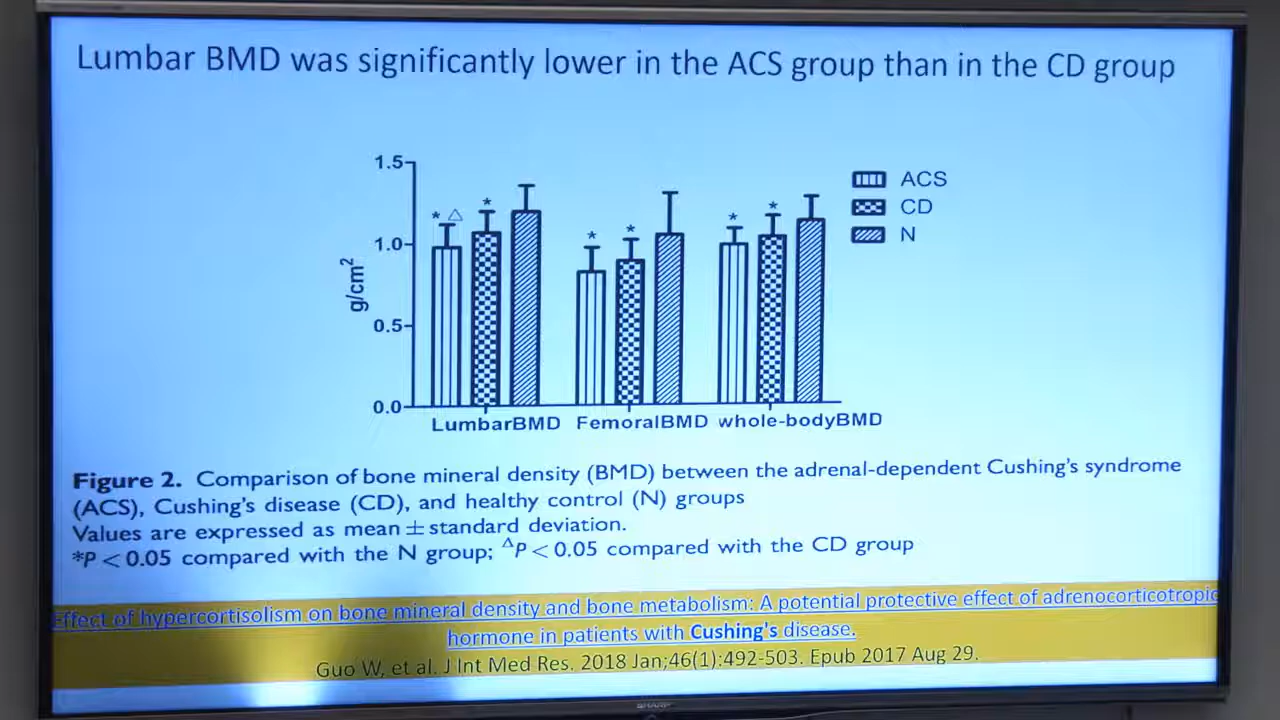 Lumbar BMD was significantly lower in the ACS group than in the CD group
1.5
1.0
0.5
0.0
g/cm²
* △
*
*
*
*
*
ACS
CD
N
LumbarBMD FemoralBMD whole-bodyBMD
Figure 2. Comparison of bone mineral density (BMD) between the adrenal-dependent Cushing's syndrome
(ACS), Cushing's disease (CD), and healthy control (N) groups
Values are expressed as mean ± standard deviation.
*P < 0.05 compared with the N group; △P < 0.05 compared with the CD group
Effect of hypercortisolism on bone mineral density and bone metabolism: A potential protective effect of adrenocorticotropic
hormone in patients with Cushing's disease.
Guo W, et al. J Int Med Res. 2018 Jan;46(1):492-503. Epub 2017 Aug 29.
SHARP